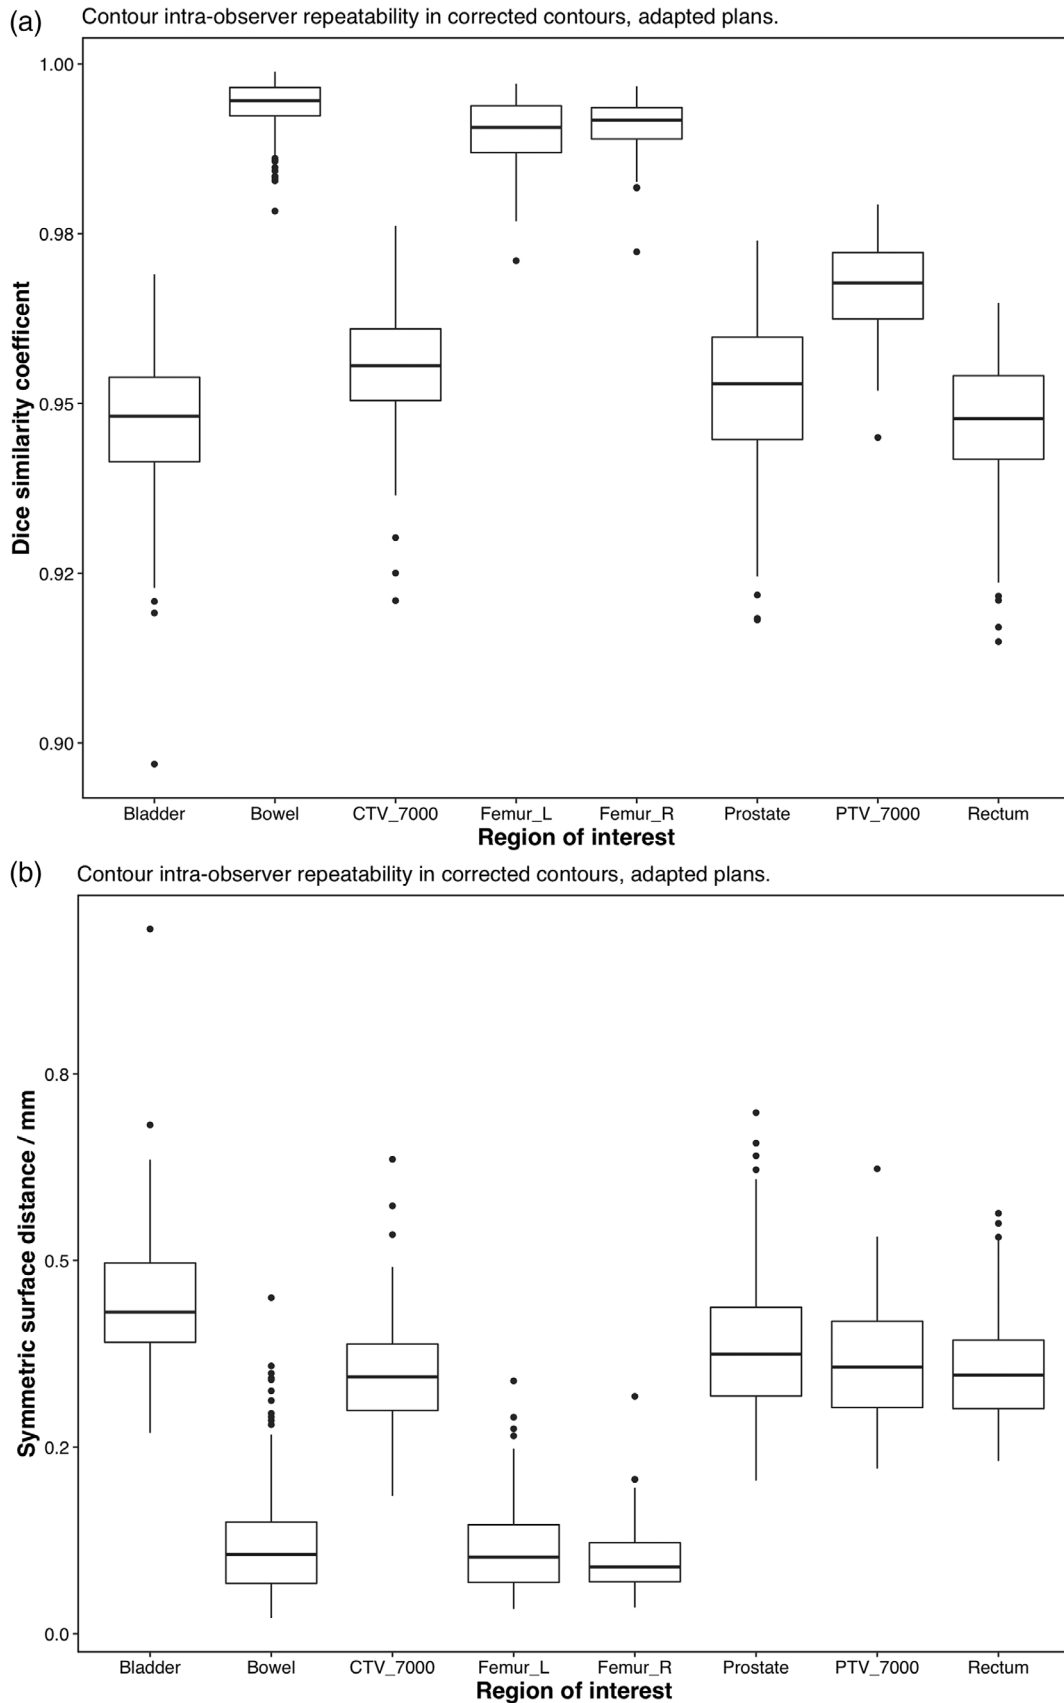 (a) Contour intra-observer repeatability in corrected contours, adapted plans.
Dice similarity coefficent
1.00
0.98
0.95
0.92
0.90
Bladder Bowel CTV_7000 Femur_L Femur_R Prostate PTV_7000 Rectum
Region of interest
(b) Contour intra-observer repeatability in corrected contours, adapted plans.
Symmetric surface distance / mm
0.8
0.5
0.2
0.0
Bladder Bowel CTV_7000 Femur_L Femur_R Prostate PTV_7000 Rectum
Region of interest